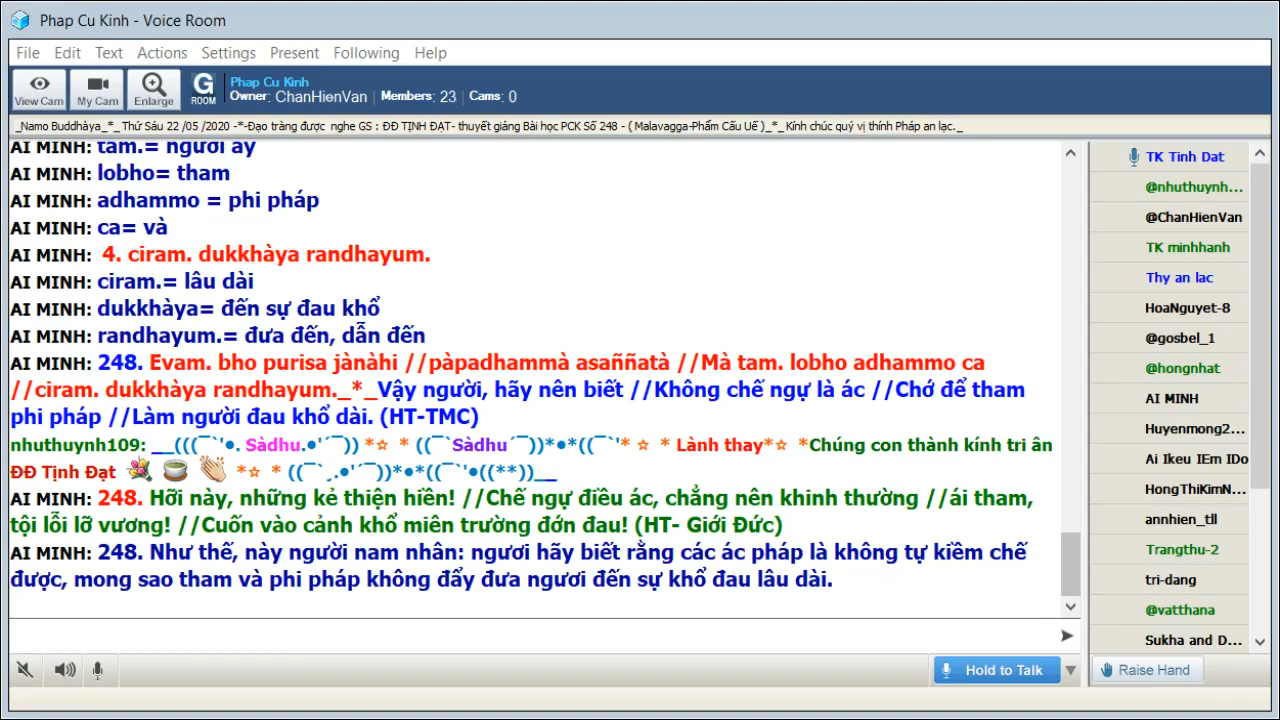 Phap Cu Kinh - Voice Room
File Edit Text Actions Settings Present Following Help
View Cam My Cam Enlarge G ROOM
Phap Cu Kinh
Owner: ChanHienVan | Members: 23 | Cams: 0
_Namo Buddhàya_*_ Thứ Sáu 22 /05 /2020 -*-Đạo tràng được nghe GS : ĐĐ TỊNH ĐẠT- thuyết giảng Bài học PCK Số 248 - ( Malavagga-Phẩm Cấu Uế )_*_ Kính chúc quý vị thính Pháp an lạc._
AI MINH: tam.= người ấy
AI MINH: lobho= tham
AI MINH: adhammo = phi pháp
AI MINH: ca= và
AI MINH: 4. ciram. dukkhàya randhayum.
AI MINH: ciram.= lâu dài
AI MINH: dukkhàya= đến sự đau khổ
AI MINH: randhayum.= đưa đến, dẫn đến
AI MINH: 248. Evam. bho purisa jànàhi //pàpadhammà asaññatà //Mà tam. lobho adhammo ca
//ciram. dukkhàya randhayum._*_Vậy người, hãy nên biết //Không chế ngự là ác //Chớ để tham
phi pháp //Làm người đau khổ dài. (HT-TMC)
nhuthuynh109: __(((¯`'●. Sàdhu.●'´¯)) *☆ * ((¯`Sàdhu´¯))*●*((¯`'* ☆ * Lành thay*☆ *Chúng con thành kính tri ân
ĐĐ Tịnh Đạt 💐 🍵 👏 *☆ * ((¯`.●'´¯))*●*((¯`'●((**))__
AI MINH: 248. Hỡi này, những kẻ thiện hiền! //Chế ngự điều ác, chẳng nên khinh thường //ái tham,
tội lỗi lỡ vương! //Cuốn vào cảnh khổ miên trường đớn đau! (HT- Giới Đức)
AI MINH: 248. Như thế, này người nam nhân: ngươi hãy biết rằng các ác pháp là không tự kiềm chế
được, mong sao tham và phi pháp không đẩy đưa ngươi đến sự khổ đau lâu dài.
TK Tinh Dat
@nhuthuynh...
@ChanHienVan
TK minhhanh
Thy an lac
HoaNguyet-8
@gosbel_1
@hongnhat
AI MINH
Huyenmong2...
Ai Ikeu IEm IDo
HongThiKimN...
annhien_tll
Trangthu-2
tri-dang
@vatthana
Sukha and D...
Hold to Talk
Raise Hand